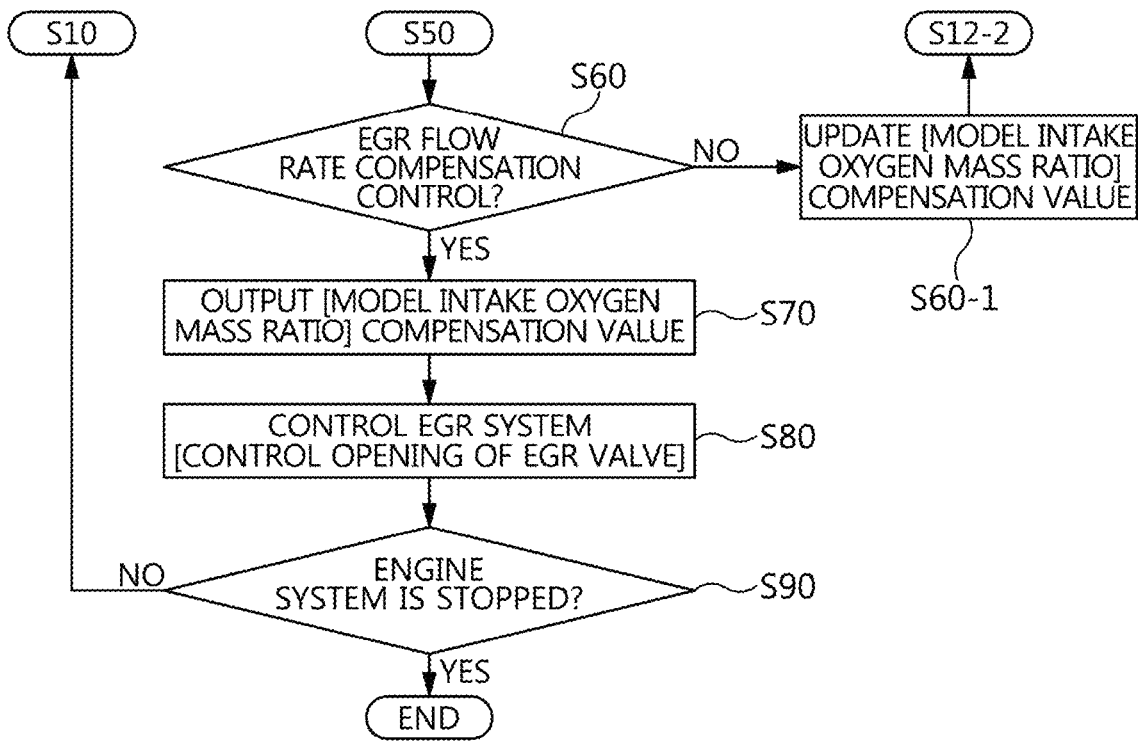 S10
S50
S12-2
S60
EGR FLOW
RATE COMPENSATION
CONTROL?
NO
UPDATE [MODEL INTAKE
OXYGEN MASS RATIO]
COMPENSATION VALUE
YES
S60-1
OUTPUT [MODEL INTAKE OXYGEN
MASS RATIO] COMPENSATION VALUE
S70
CONTROL EGR SYSTEM
[CONTROL OPENING OF EGR VALVE]
S80
NO
ENGINE
SYSTEM IS STOPPED?
S90
YES
END